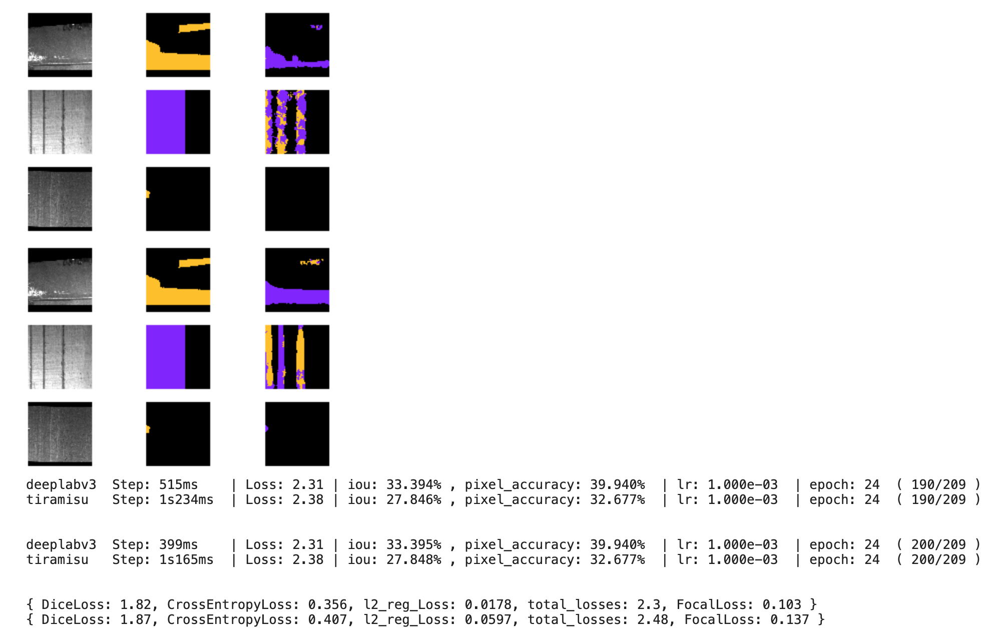 deeplabv3  Step: 515ms    | Loss: 2.31 | iou: 33.394% , pixel_accuracy: 39.940%  | lr: 1.000e-03  | epoch: 24  ( 190/209 )
tiramisu   Step: 1s234ms  | Loss: 2.38 | iou: 27.846% , pixel_accuracy: 32.677%  | lr: 1.000e-03  | epoch: 24  ( 190/209 )
deeplabv3  Step: 399ms    | Loss: 2.31 | iou: 33.395% , pixel_accuracy: 39.940%  | lr: 1.000e-03  | epoch: 24  ( 200/209 )
tiramisu   Step: 1s165ms  | Loss: 2.38 | iou: 27.848% , pixel_accuracy: 32.677%  | lr: 1.000e-03  | epoch: 24  ( 200/209 )
{ DiceLoss: 1.82, CrossEntropyLoss: 0.356, l2_reg_Loss: 0.0178, total_losses: 2.3, FocalLoss: 0.103 }
{ DiceLoss: 1.87, CrossEntropyLoss: 0.407, l2_reg_Loss: 0.0597, total_losses: 2.48, FocalLoss: 0.137 }